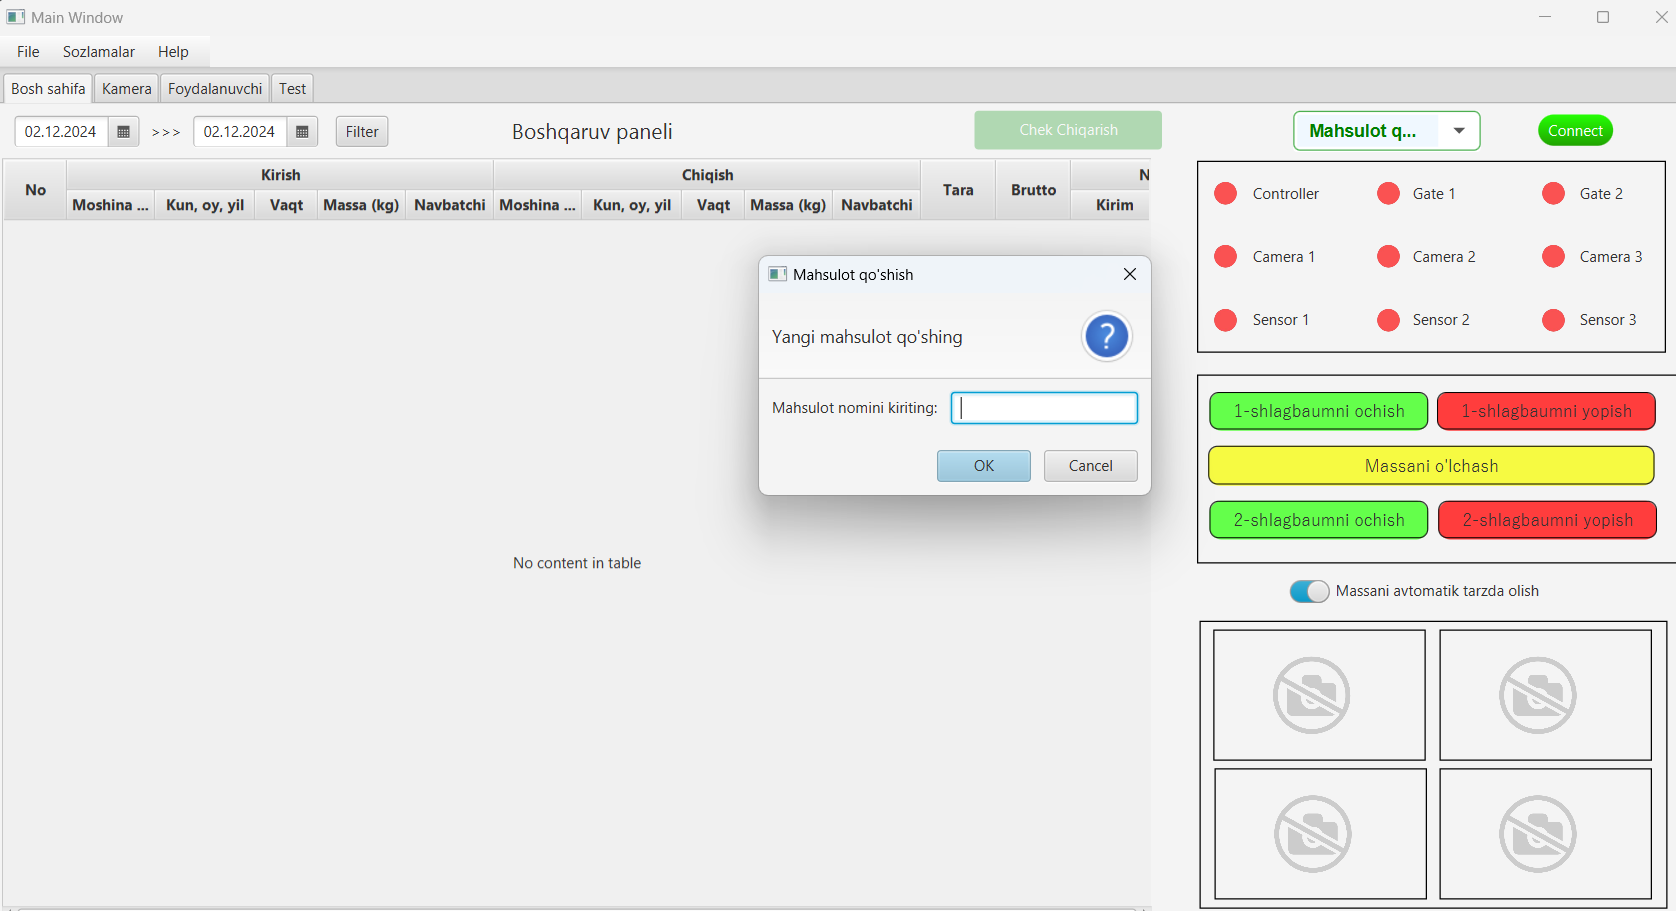 Main Window
File Sozlamalar Help
Bosh sahifa Kamera Foydalanuvchi Test
02.12.2024 >>> 02.12.2024 Filter Boshqaruv paneli Chek Chiqarish Mahsulot q... Connect
No Kirish Chiqish Tara Brutto N
Moshina ... Kun, oy, yil Vaqt Massa (kg) Navbatchi Moshina ... Kun, oy, yil Vaqt Massa (kg) Navbatchi Kirim
Controller Gate 1 Gate 2
Camera 1 Camera 2 Camera 3
Sensor 1 Sensor 2 Sensor 3
Mahsulot qo'shish
Yangi mahsulot qo'shing
?
Mahsulot nomini kiriting:
OK Cancel
No content in table
1-shlagbaumni ochish 1-shlagbaumni yopish
Massani o'lchash
2-shlagbaumni ochish 2-shlagbaumni yopish
Massani avtomatik tarzda olish